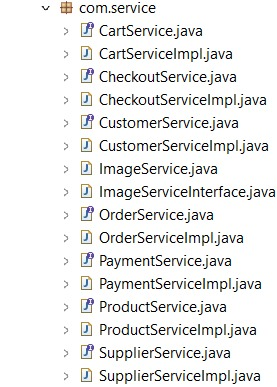 com.service
CartService.java
CartServiceImpl.java
CheckoutService.java
CheckoutServiceImpl.java
CustomerService.java
CustomerServiceImpl.java
ImageService.java
ImageServiceInterface.java
OrderService.java
OrderServiceImpl.java
PaymentService.java
PaymentServiceImpl.java
ProductService.java
ProductServiceImpl.java
SupplierService.java
SupplierServiceImpl.java